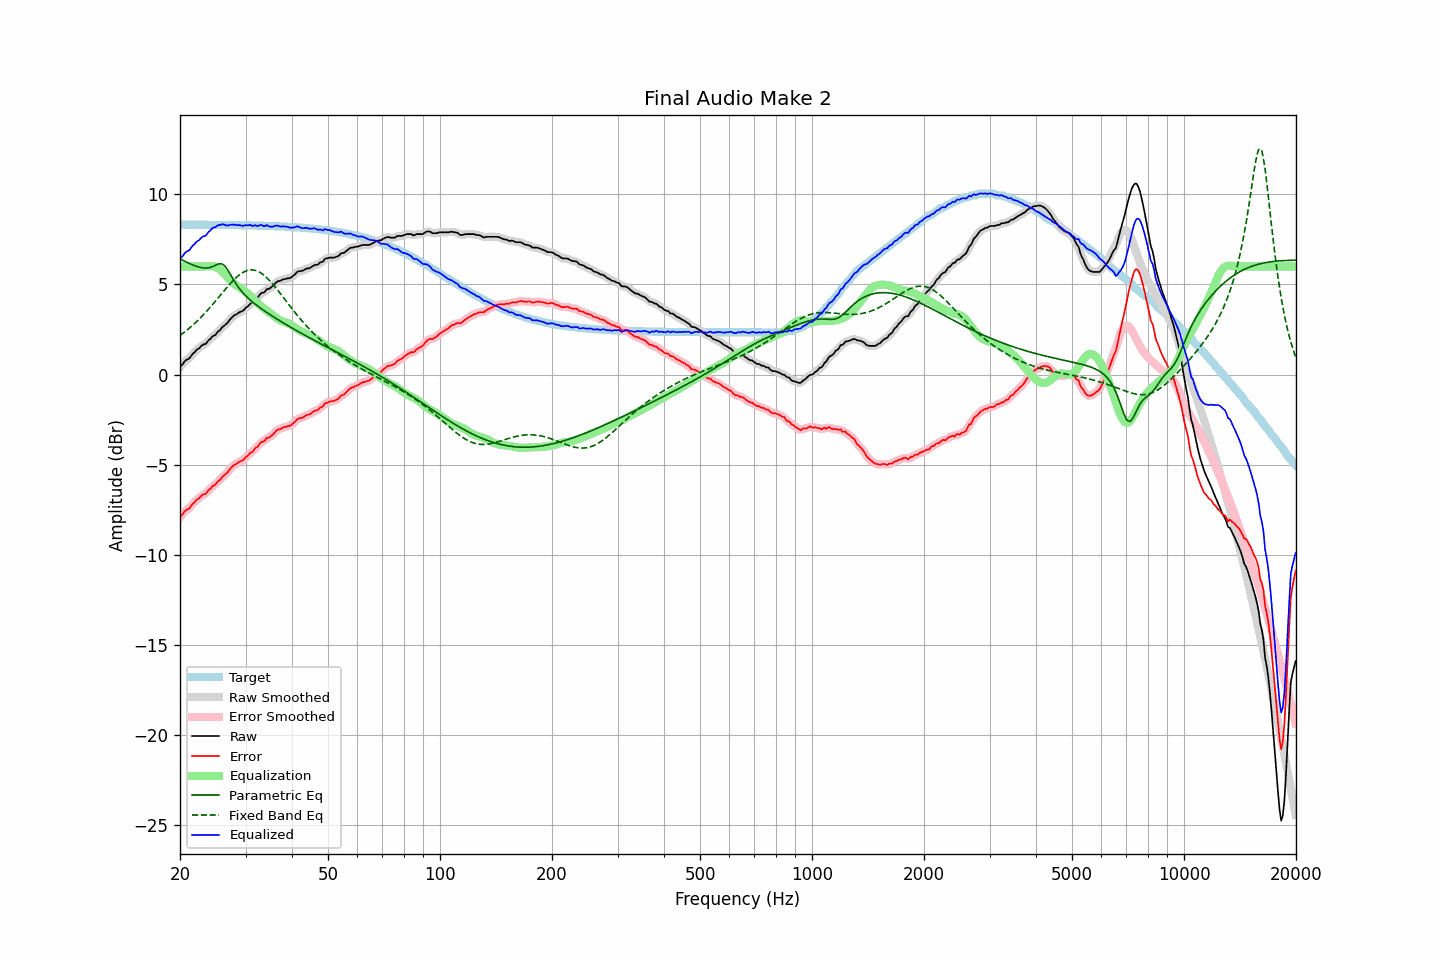 Final Audio Make 2
Amplitude (dBr)
10
5
0
−5
−10
−15
−20
−25
Target
Raw Smoothed
Error Smoothed
Raw
Error
Equalization
Parametric Eq
Fixed Band Eq
Equalized
20 50 100 200 500 1000 2000 5000 10000 20000
Frequency (Hz)